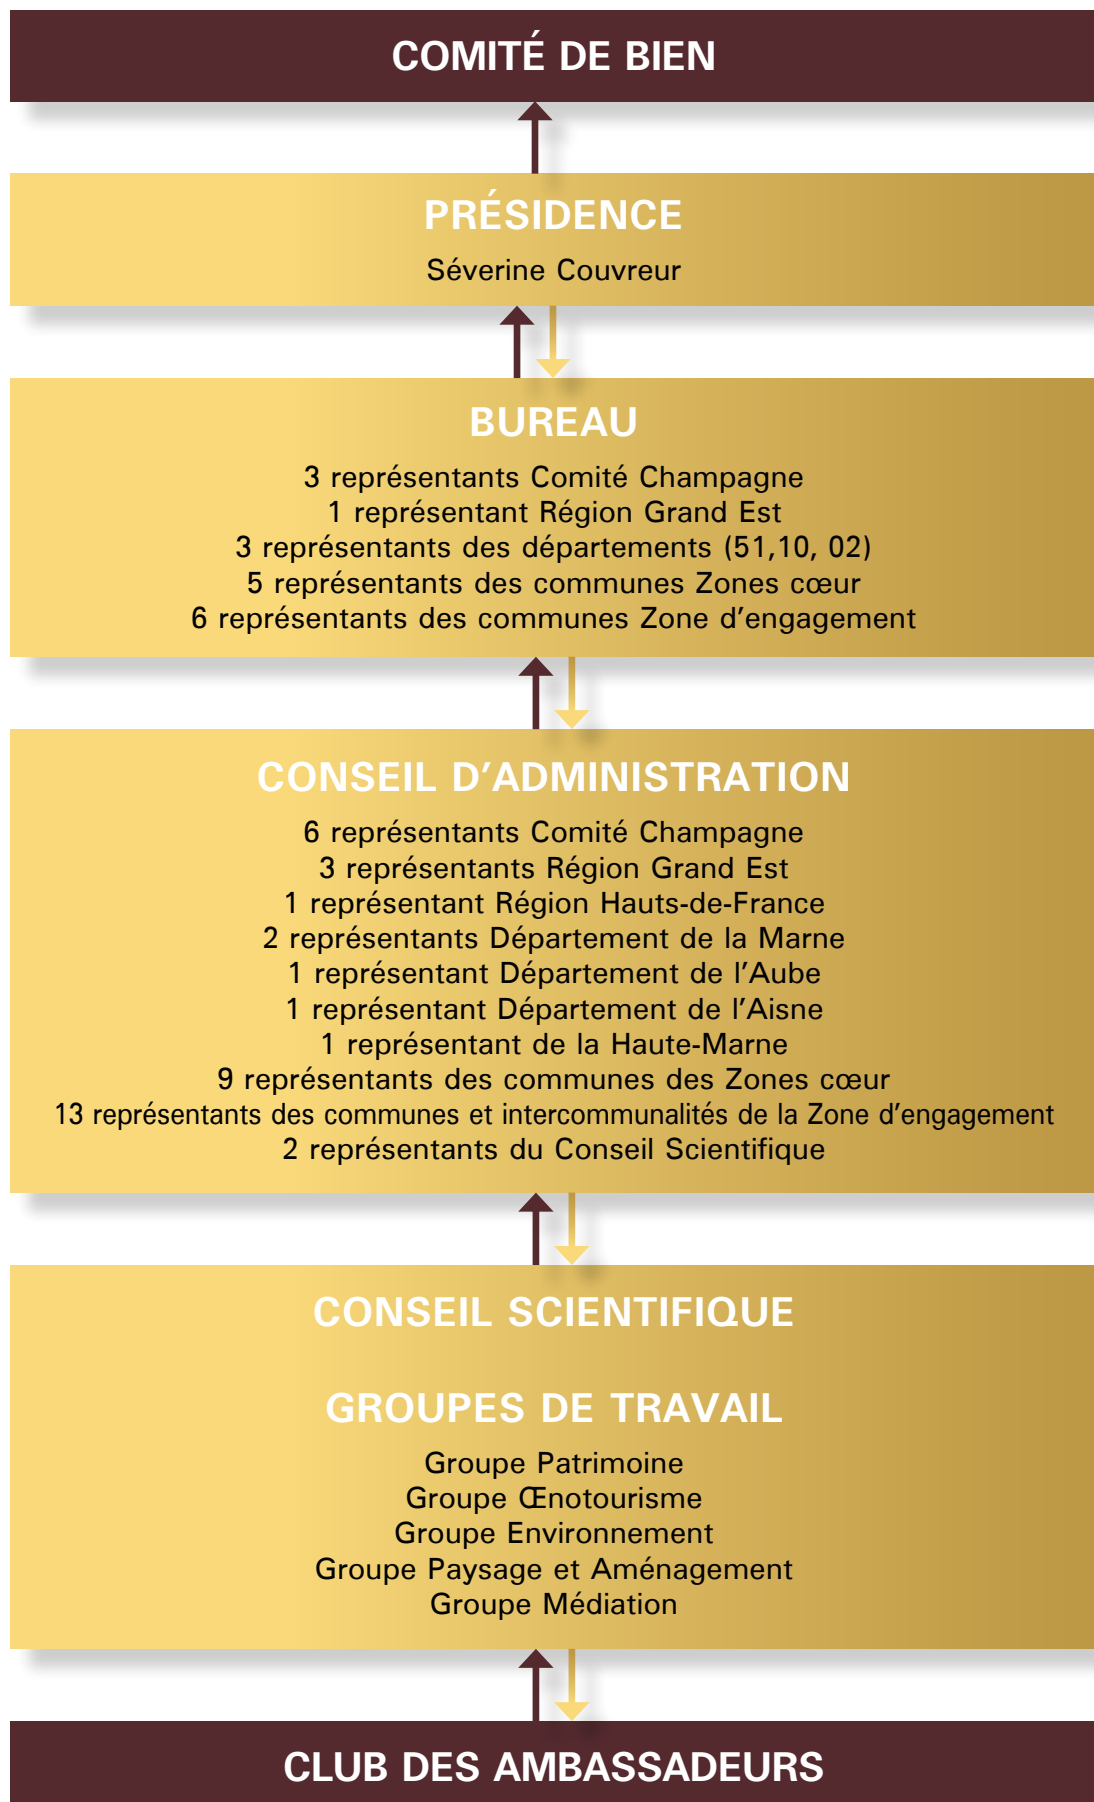 COMITÉ DE BIEN
PRÉSIDENCE
Séverine Couvreur
BUREAU
3 représentants Comité Champagne
1 représentant Région Grand Est
3 représentants des départements (51,10, 02)
5 représentants des communes Zones cœur
6 représentants des communes Zone d’engagement
CONSEIL D’ADMINISTRATION
6 représentants Comité Champagne
3 représentants Région Grand Est
1 représentant Région Hauts-de-France
2 représentants Département de la Marne
1 représentant Département de l’Aube
1 représentant Département de l’Aisne
1 représentant de la Haute-Marne
9 représentants des communes des Zones cœur
13 représentants des communes et intercommunalités de la Zone d’engagement
2 représentants du Conseil Scientifique
CONSEIL SCIENTIFIQUE
GROUPES DE TRAVAIL
Groupe Patrimoine
Groupe Œnotourisme
Groupe Environnement
Groupe Paysage et Aménagement
Groupe Médiation
CLUB DES AMBASSADEURS